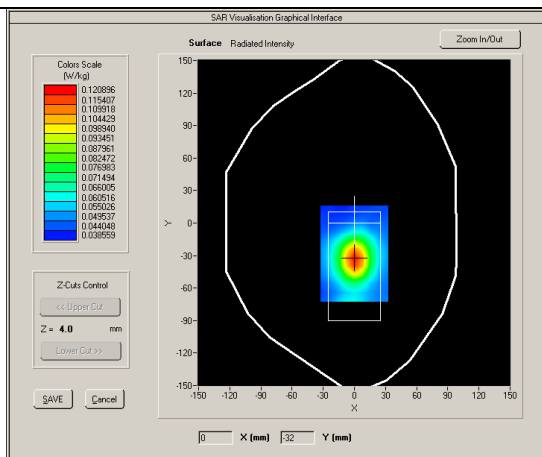 SAR Visualisation Graphical Interface
Surface Radiated Intensity
Zoom In/Out
Colors Scale
(W/kg)
0.120896
0.115407
0.109918
0.104429
0.098940
0.093451
0.087961
0.082472
0.076983
0.071494
0.066005
0.060516
0.055026
0.049537
0.044048
0.038559
Z-Cuts Control
<< Upper Cut
Z = 4.0 mm
Lower Cut >>
SAVE Cancel
150
120
90
60
30
0
-30
-60
-90
-120
-150
Y
-150 -120 -90 -60 -30 0 30 60 90 120 150
X
0 X (mm) -32 Y (mm)